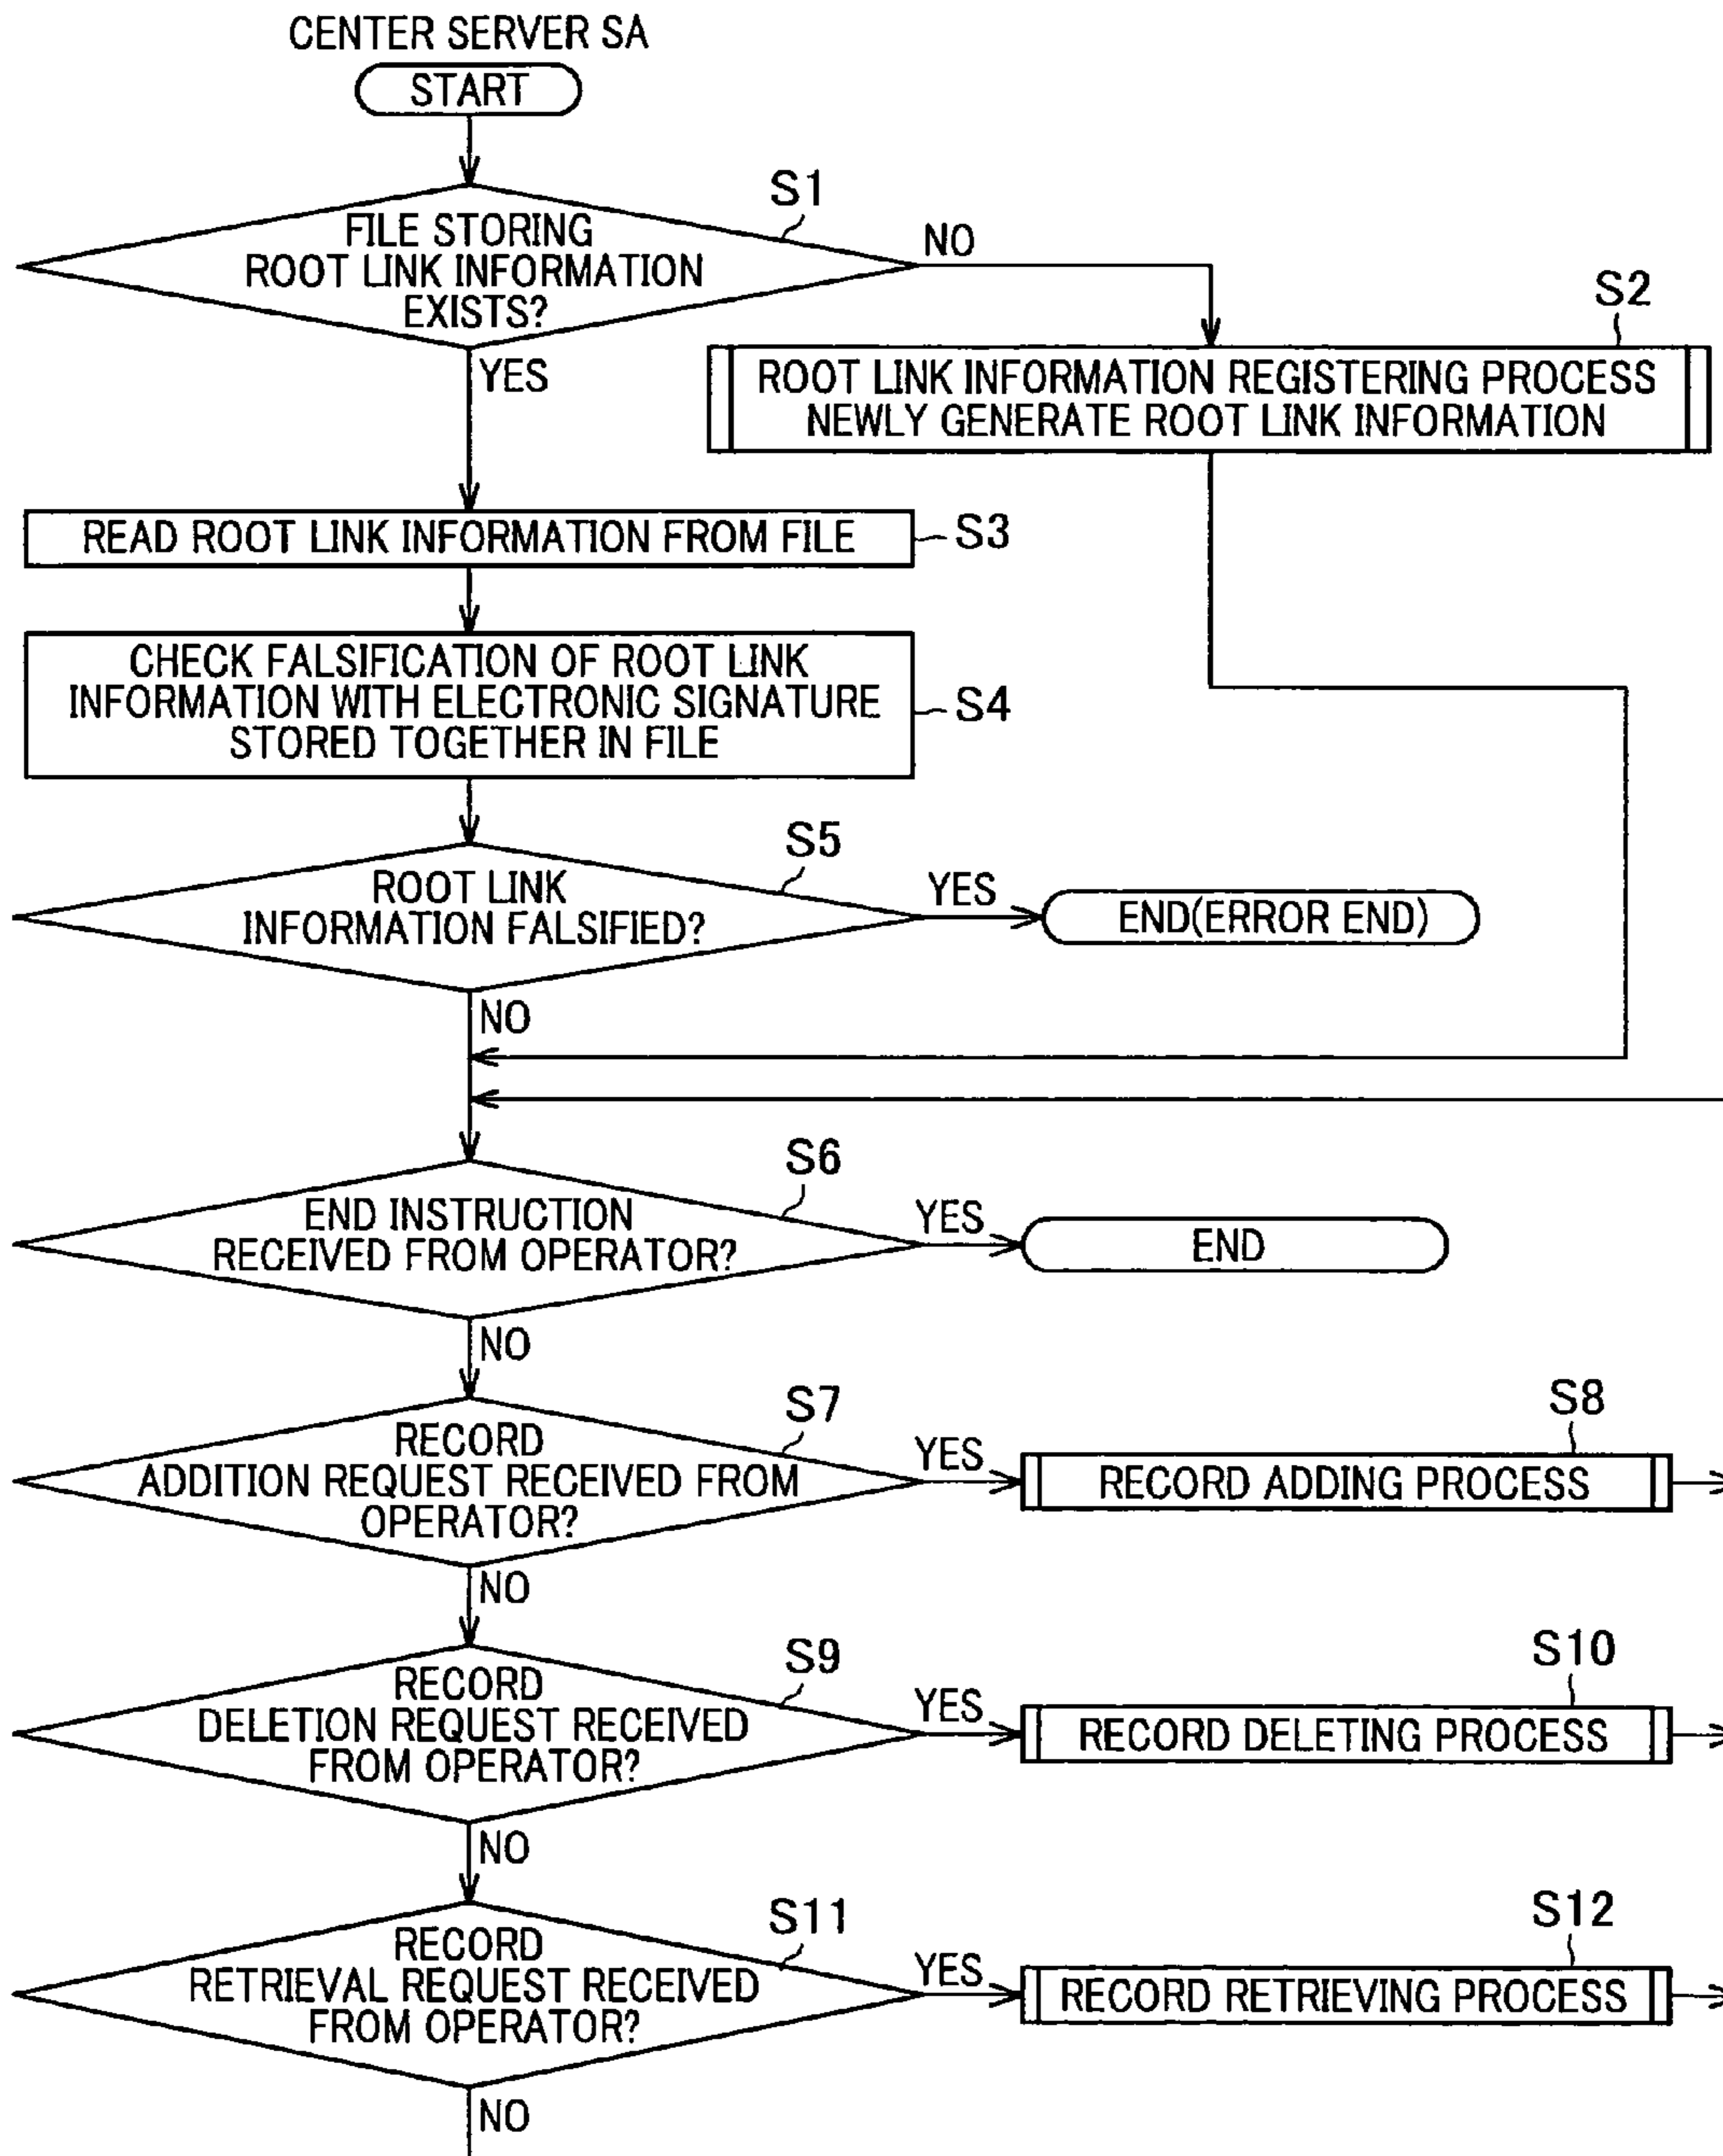 CENTER SERVER SA
START
S1
FILE STORING
ROOT LINK INFORMATION
EXISTS?
NO
YES
S2
ROOT LINK INFORMATION REGISTERING PROCESS
NEWLY GENERATE ROOT LINK INFORMATION
READ ROOT LINK INFORMATION FROM FILE
S3
CHECK FALSIFICATION OF ROOT LINK
INFORMATION WITH ELECTRONIC SIGNATURE
STORED TOGETHER IN FILE
S4
S5
ROOT LINK
INFORMATION FALSIFIED?
YES
END(ERROR END)
NO
S6
END INSTRUCTION
RECEIVED FROM OPERATOR?
YES
END
NO
S7
RECORD
ADDITION REQUEST RECEIVED FROM
OPERATOR?
YES
S8
RECORD ADDING PROCESS
NO
S9
RECORD
DELETION REQUEST RECEIVED
FROM OPERATOR?
YES
S10
RECORD DELETING PROCESS
NO
S11
RECORD
RETRIEVAL REQUEST RECEIVED
FROM OPERATOR?
YES
S12
RECORD RETRIEVING PROCESS
NO